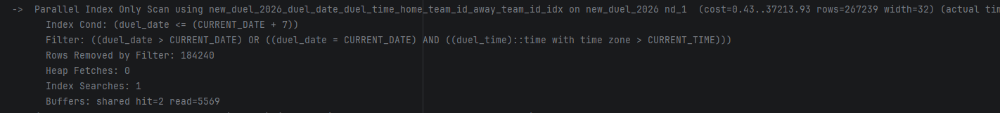 -> Parallel Index Only Scan using new_duel_2026_duel_date_duel_time_home_team_id_away_team_id_idx on new_duel_2026 nd_1 (cost=0.43..37213.93 rows=267239 width=32) (actual
Index Cond: (duel_date <= (CURRENT_DATE + 7))
Filter: ((duel_date > CURRENT_DATE) OR ((duel_date = CURRENT_DATE) AND ((duel_time)::time with time zone > CURRENT_TIME)))
Rows Removed by Filter: 184240
Heap Fetches: 0
Index Searches: 1
Buffers: shared hit=2 read=5569